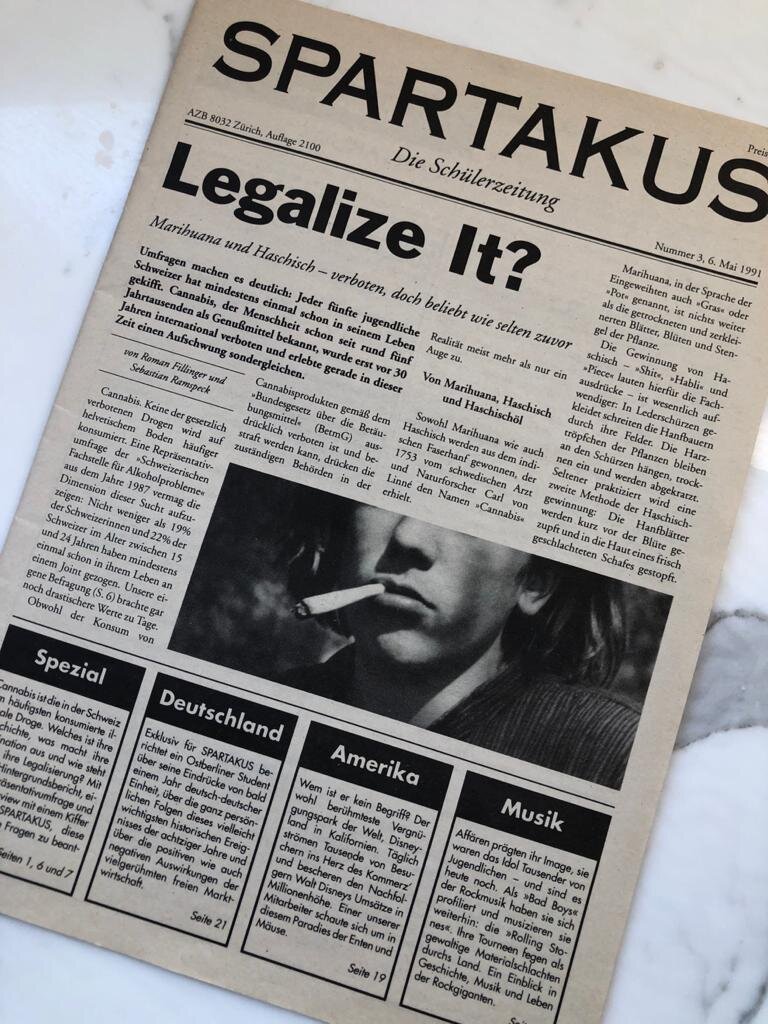 SPARTAKUS
AZB 8032 Zürich, Auflage 2100
Die Schülerzeitung
Preis
Nummer 3, 6. Mai 1991
Legalize It?
Marihuana und Haschisch – verboten, doch beliebt wie selten zuvor
Umfragen machen es deutlich: Jeder fünfte jugendliche
Schweizer hat mindestens einmal schon in seinem Leben
gekifft. Cannabis, der Menschheit schon seit rund fünf
Jahrtausenden als Genußmittel bekannt, wurde erst vor 30
Jahren international verboten und erlebte gerade in dieser
Zeit einen Aufschwung sondergleichen.
von Roman Fillinger und
Sebastian Ramspeck
Cannabis. Keine der gesetzlich
verbotenen Drogen wird auf
helvetischem Boden häufiger
konsumiert. Eine Repräsentativ-
umfrage der »Schweizerischen
Fachstelle für Alkoholprobleme«
aus dem Jahre 1987 vermag die
Dimension dieser Sucht aufzu-
zeigen: Nicht weniger als 19%
der Schweizerinnen und 22% der
Schweizer im Alter zwischen 15
und 24 Jahren haben mindestens
einmal schon in ihrem Leben an
einem Joint gezogen. Unsere ei-
gene Befragung (S. 6) brachte gar
noch drastischere Werte zu Tage.
Obwohl der Konsum von
Cannabisprodukten gemäß dem
»Bundesgesetz über die Betäu-
bungsmittel« (BetmG) aus-
drücklich verboten ist und be-
straft werden kann, drücken die
zuständigen Behörden in der
Realität meist mehr als nur ein
Auge zu.
Von Marihuana, Haschisch
und Haschischöl
Sowohl Marihuana wie auch
Haschisch werden aus dem indi-
schen Faserhanf gewonnen, der
1753 vom schwedischen Arzt
und Naturforscher Carl von
Linné den Namen »Cannabis«
erhielt.
Marihuana, in der Sprache der
Eingeweihten auch »Gras« oder
»Pot« genannt, ist nichts weiter
als die getrockneten und zerklei-
nerten Blätter, Blüten und Sten-
gel der Pflanze.
Die Gewinnung von Ha-
schisch – »Shit«, »Habli« und
»Piece« lauten hierfür die Fach-
ausdrücke – ist wesentlich auf-
wendiger: In Lederschürzen ge-
kleidet schreiten die Hanfbauern
durch ihre Felder. Die Harz-
tröpfchen der Pflanzen bleiben
an den Schürzen hängen, trock-
nen ein und werden abgekratzt.
Seltener praktiziert wird eine
zweite Methode der Haschisch-
gewinnung: Die Hanfblätter
werden kurz vor der Blüte ge-
zupft und in die Haut eines frisch
geschlachteten Schafes gestopft.
Spezial
Cannabis ist die in der Schweiz
m häufigsten konsumierte il-
ale Droge. Welches ist ihre
chichte, was macht ihre
nation aus und wie steht
ihre Legalisierung? Mit
Hintergrundsbericht, ei-
räsentativumfrage und
view mit einem Kiffer
SPARTAKUS, diese
Fragen zu beant-
Seiten 1, 6 und 7
Deutschland
Exklusiv für SPARTAKUS be-
richtet ein Ostberliner Student
über seine Eindrücke von bald
einem Jahr deutsch-deutscher
Einheit, über die ganz persön-
lichen Folgen dieses vielleicht
wichtigsten historischen Ereig-
nisses der achtziger Jahre und
über die positiven wie auch
negativen Auswirkungen der
vielgerühmten freien Markt-
wirtschaft.
Seite 21
Amerika
Wem ist er kein Begriff? Der
wohl berühmteste Vergnü-
gungspark der Welt, Disney-
land in Kalifornien. Täglich
strömen Tausende von Besu-
chern ins Herz des Kommerz'
und bescheren den Nachfol-
gern Walt Disneys Umsätze in
Millionenhöhe. Einer unserer
Mitarbeiter schaute sich um in
diesem Paradies der Enten und
Mäuse.
Seite 19
Musik
Affären prägten ihr Image, sie
waren das Idol Tausender von
Jugendlichen – und sind es
heute noch. Als »Bad Boys«
der Rockmusik haben sie sich
profiliert und musizieren sie
weiterhin: die »Rolling Sto-
nes«. Ihre Tourneen fegen als
gewaltige Materialschlachten
durchs Land. Ein Einblick in
Geschichte, Musik und Leben
der Rockgiganten.